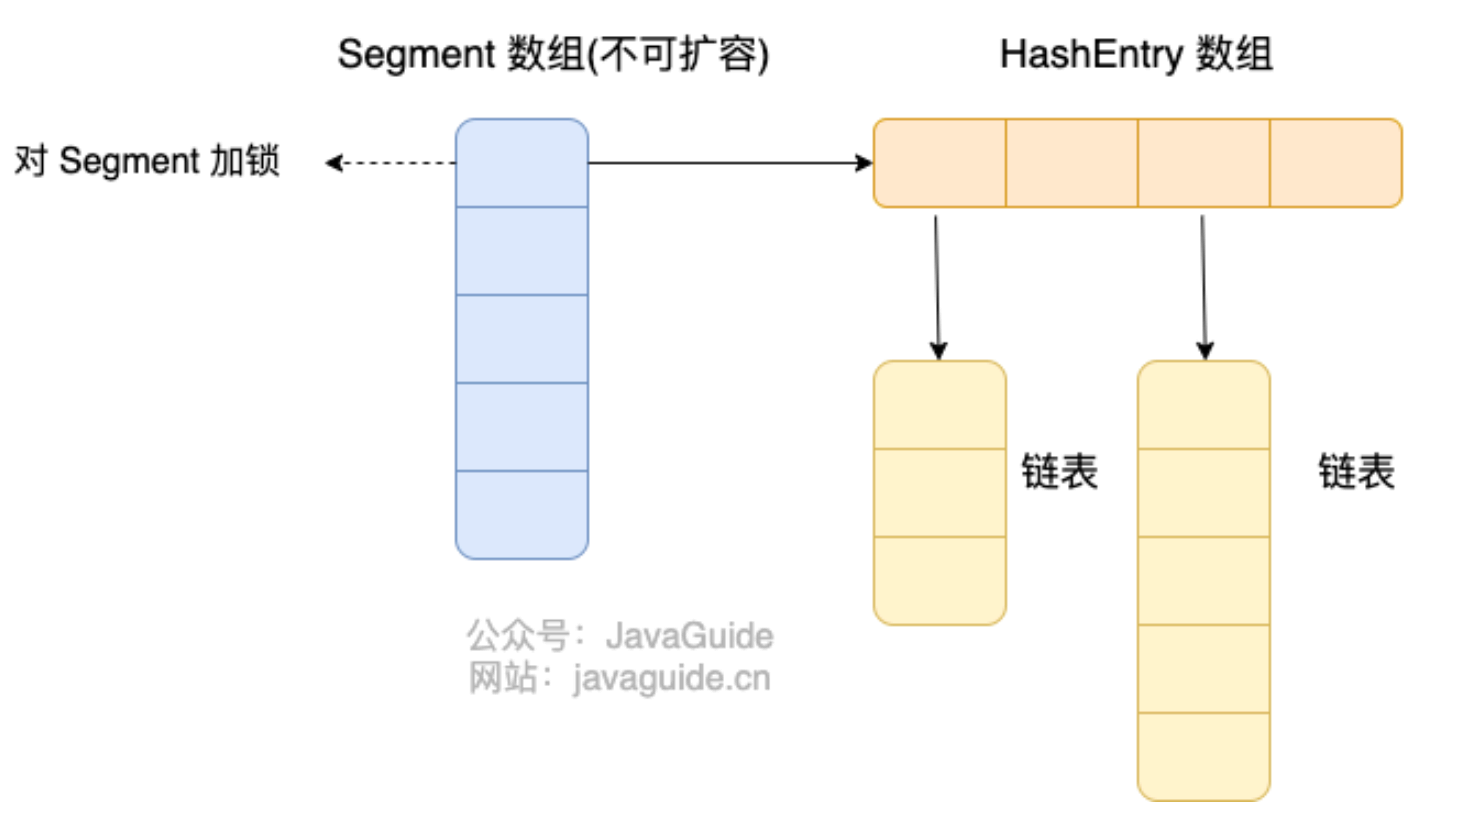 Segment 数组(不可扩容)
HashEntry 数组
对 Segment 加锁
链表
链表
公众号：JavaGuide
网站：javaguide.cn